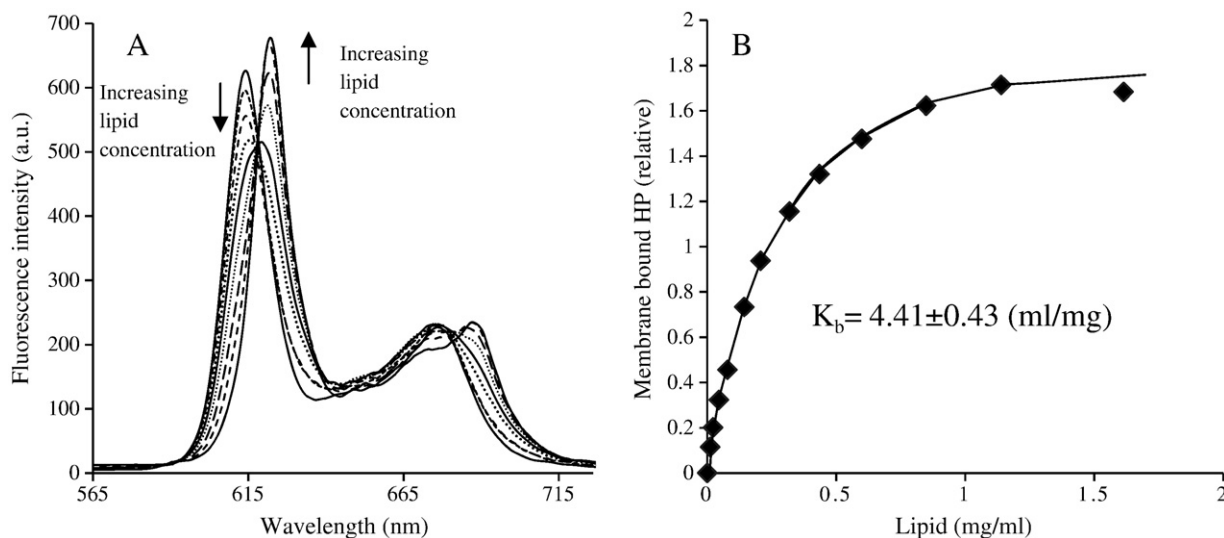 A
Fluorescence intensity (a.u.)
700
600
500
400
300
200
100
0
Increasing
lipid
concentration
Increasing
lipid
concentration
565
615
665
715
Wavelength (nm)
B
Membrane bound HP (relative)
2
1.8
1.6
1.4
1.2
1
0.8
0.6
0.4
0.2
0
K_b= 4.41±0.43 (ml/mg)
0
0.5
1
1.5
2
Lipid (mg/ml)